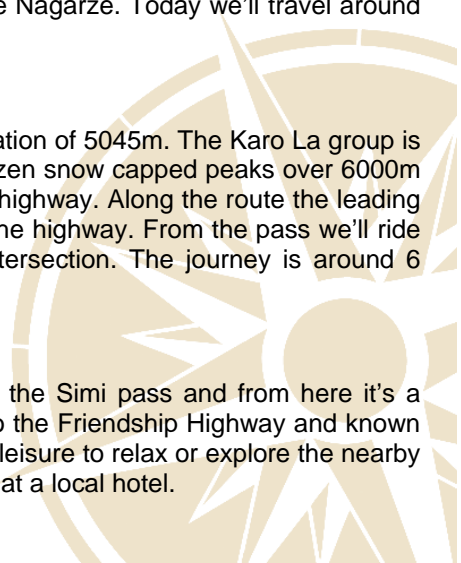 Nagarze. Today we'll travel around
ation of 5045m. The Karo La group is
snow capped peaks over 6000m
highway. Along the route the leading
highway. From the pass we'll ride
The journey is around 6
the Simi pass and from here it's a
the Friendship Highway and known
leisure to relax or explore the nearby
at a local hotel.